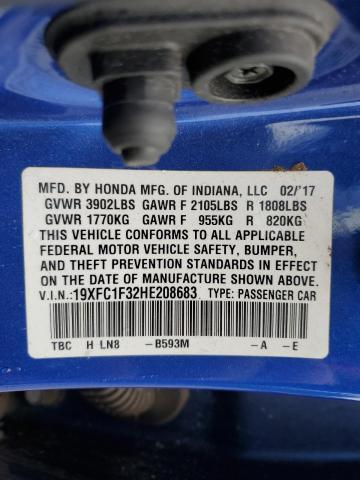 MFD. BY HONDA MFG. OF INDIANA, LLC 02/'17
GVWR 3902LBS GAWR F 2105LBS R 1808LBS
GVWR 1770KG GAWR F 955KG R 820KG
THIS VEHICLE CONFORMS TO ALL APPLICABLE
FEDERAL MOTOR VEHICLE SAFETY, BUMPER,
AND THEFT PREVENTION STANDARDS IN EFFECT
ON THE DATE OF MANUFACTURE SHOWN ABOVE.
V.I.N.:19XFC1F32HE208683 TYPE: PASSENGER CAR
TBC H LN8 -B593M -A -E